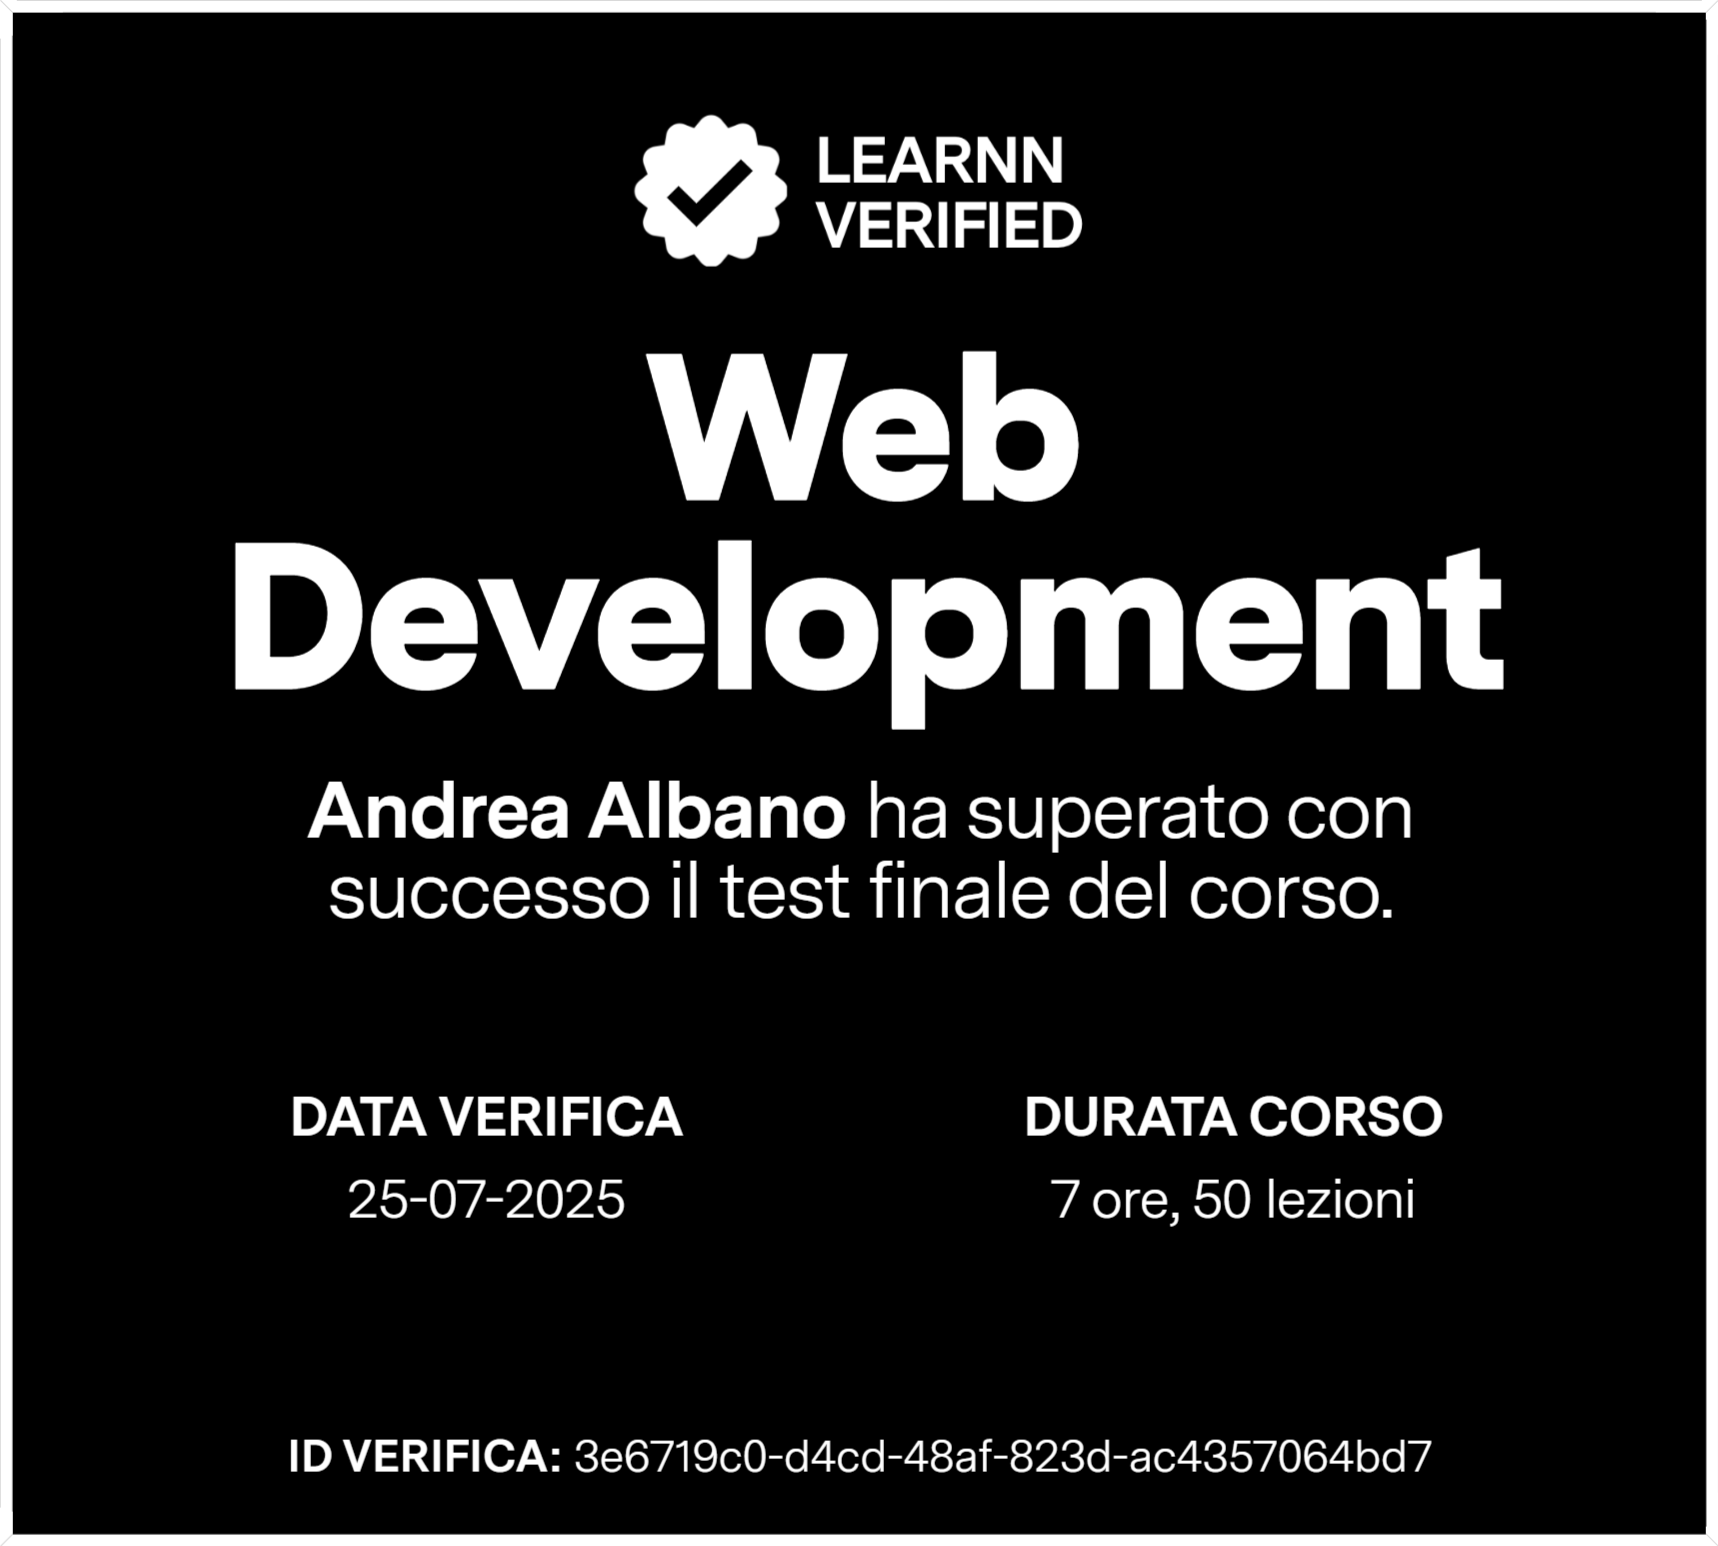 LEARNN
VERIFIED
Web
Development
Andrea Albano ha superato con
successo il test finale del corso.
DATA VERIFICA
25-07-2025
DURATA CORSO
7 ore, 50 lezioni
ID VERIFICA: 3e6719c0-d4cd-48af-823d-ac4357064bd7